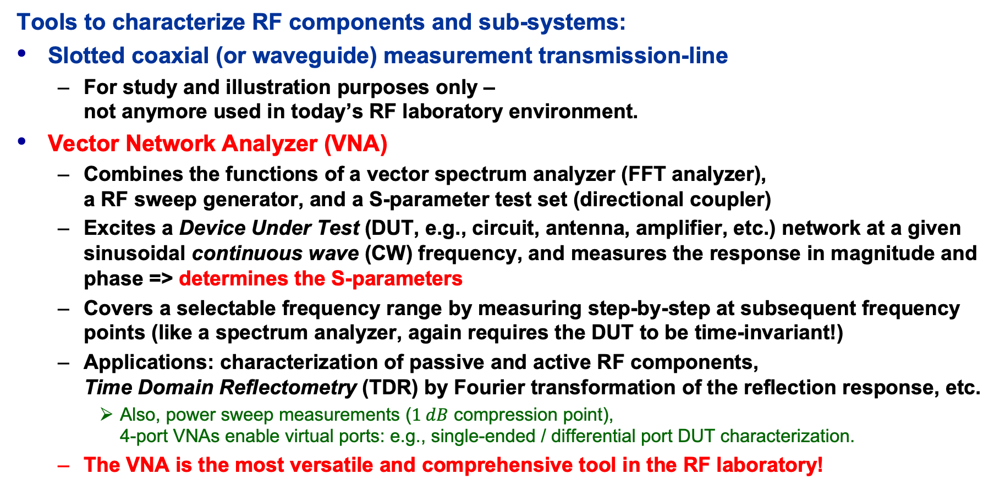 Tools to characterize RF components and sub-systems:
• Slotted coaxial (or waveguide) measurement transmission-line
– For study and illustration purposes only –
not anymore used in today’s RF laboratory environment.
• Vector Network Analyzer (VNA)
– Combines the functions of a vector spectrum analyzer (FFT analyzer),
a RF sweep generator, and a S-parameter test set (directional coupler)
– Excites a Device Under Test (DUT, e.g., circuit, antenna, amplifier, etc.) network at a given
sinusoidal continuous wave (CW) frequency, and measures the response in magnitude and
phase => determines the S-parameters
– Covers a selectable frequency range by measuring step-by-step at subsequent frequency
points (like a spectrum analyzer, again requires the DUT to be time-invariant!)
– Applications: characterization of passive and active RF components,
Time Domain Reflectometry (TDR) by Fourier transformation of the reflection response, etc.
➢ Also, power sweep measurements (1 dB compression point),
4-port VNAs enable virtual ports: e.g., single-ended / differential port DUT characterization.
– The VNA is the most versatile and comprehensive tool in the RF laboratory!